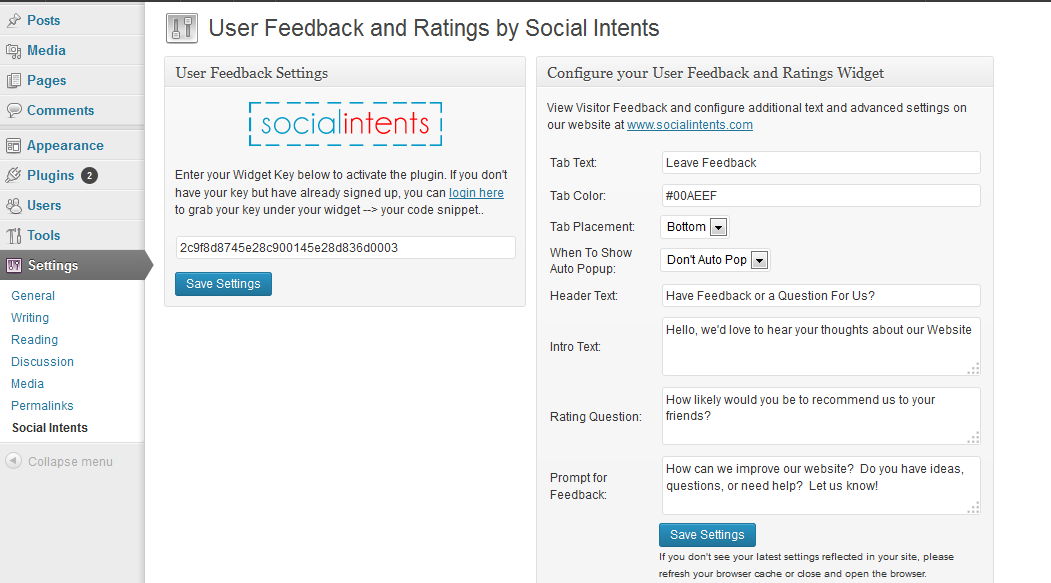 Posts
Media
Pages
Comments
Appearance
Plugins 2
Users
Tools
Settings
General
Writing
Reading
Discussion
Media
Permalinks
Social Intents
Collapse menu
User Feedback and Ratings by Social Intents
User Feedback Settings
socialintents
Enter your Widget Key below to activate the plugin. If you don't
have your key but have already signed up, you can login here
to grab your key under your widget --> your code snippet..
2c9f8d8745e28c900145e28d836d0003
Save Settings
Configure your User Feedback and Ratings Widget
View Visitor Feedback and configure additional text and advanced settings on
our website at www.socialintents.com
Tab Text: Leave Feedback
Tab Color: #00AEEF
Tab Placement: Bottom
When To Show
Auto Popup: Don't Auto Pop
Header Text: Have Feedback or a Question For Us?
Intro Text: Hello, we'd love to hear your thoughts about our Website
Rating Question: How likely would you be to recommend us to your
friends?
Prompt for
Feedback: How can we improve our website?  Do you have ideas,
questions, or need help?  Let us know!
Save Settings
If you don't see your latest settings reflected in your site, please
refresh your browser cache or close and open the browser.